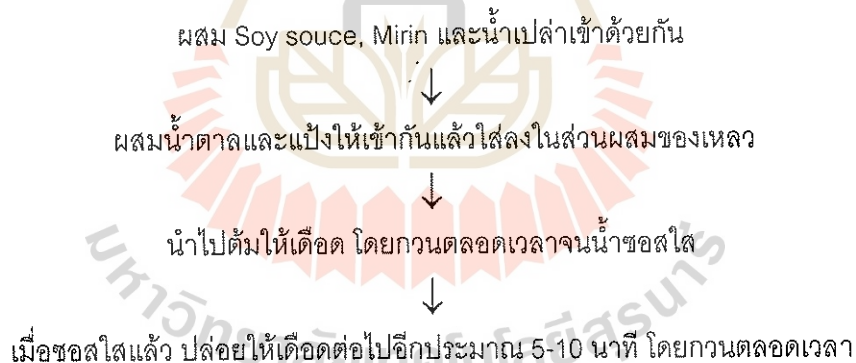 ผสม Soy souce, Mirin และน้ำเปล่าเข้าด้วยกัน
↓
ผสมน้ำตาลและแป้งให้เข้ากันแล้วใส่ลงในส่วนผสมของเหลว
↓
นำไปต้มให้เดือด โดยกวนตลอดเวลาจนน้ำซอสใส
↓
เมื่อซอสใสแล้ว ปล่อยให้เดือดต่อไปอีกประมาณ 5-10 นาที โดยกวนตลอดเวลา